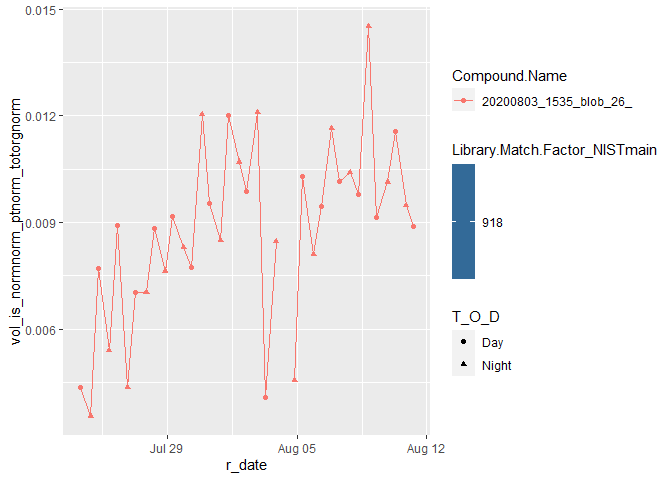 0.015
0.012
0.009
0.006
vol_is_normnorm_ptnorm_totorgnorm
Jul 29
Aug 05
Aug 12
r_date
Compound.Name
20200803_1535_blob_26_
Library.Match.Factor_NISTmain
918
T_O_D
Day
Night